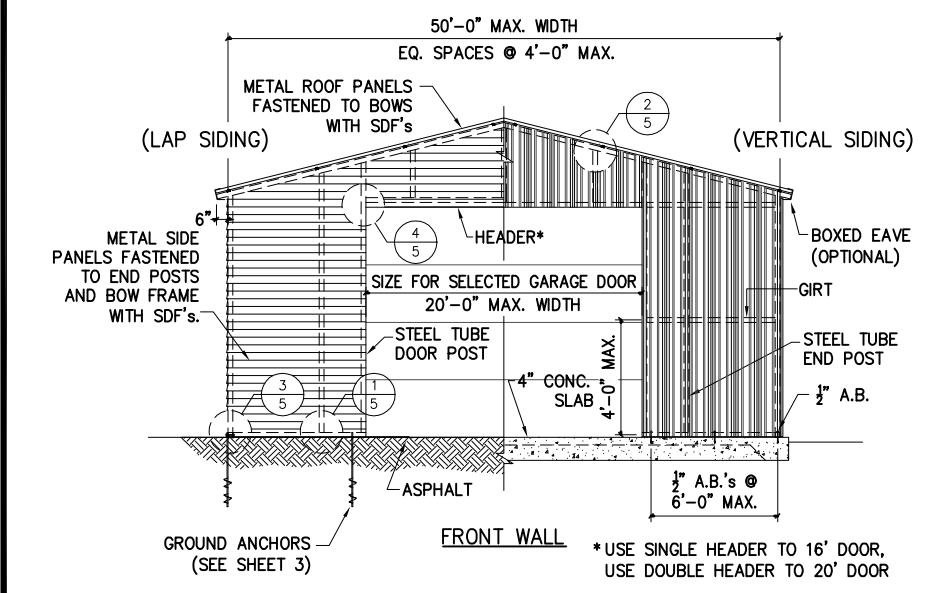 50'-0" MAX. WIDTH
EQ. SPACES @ 4'-0" MAX.
METAL ROOF PANELS
FASTENED TO BOWS
WITH SDF's
2
5
(LAP SIDING)
(VERTICAL SIDING)
6"
4
5
HEADER*
BOXED EAVE
(OPTIONAL)
METAL SIDE
PANELS FASTENED
TO END POSTS
AND BOW FRAME
WITH SDF's.
SIZE FOR SELECTED GARAGE DOOR
20'-0" MAX. WIDTH
GIRT
STEEL TUBE
DOOR POST
STEEL TUBE
END POST
4'-0" MAX.
4" CONC.
SLAB
3
5
1
5
½" A.B.
ASPHALT
½" A.B.'s @
6'-0" MAX.
GROUND ANCHORS
(SEE SHEET 3)
FRONT WALL
* USE SINGLE HEADER TO 16' DOOR,
USE DOUBLE HEADER TO 20' DOOR